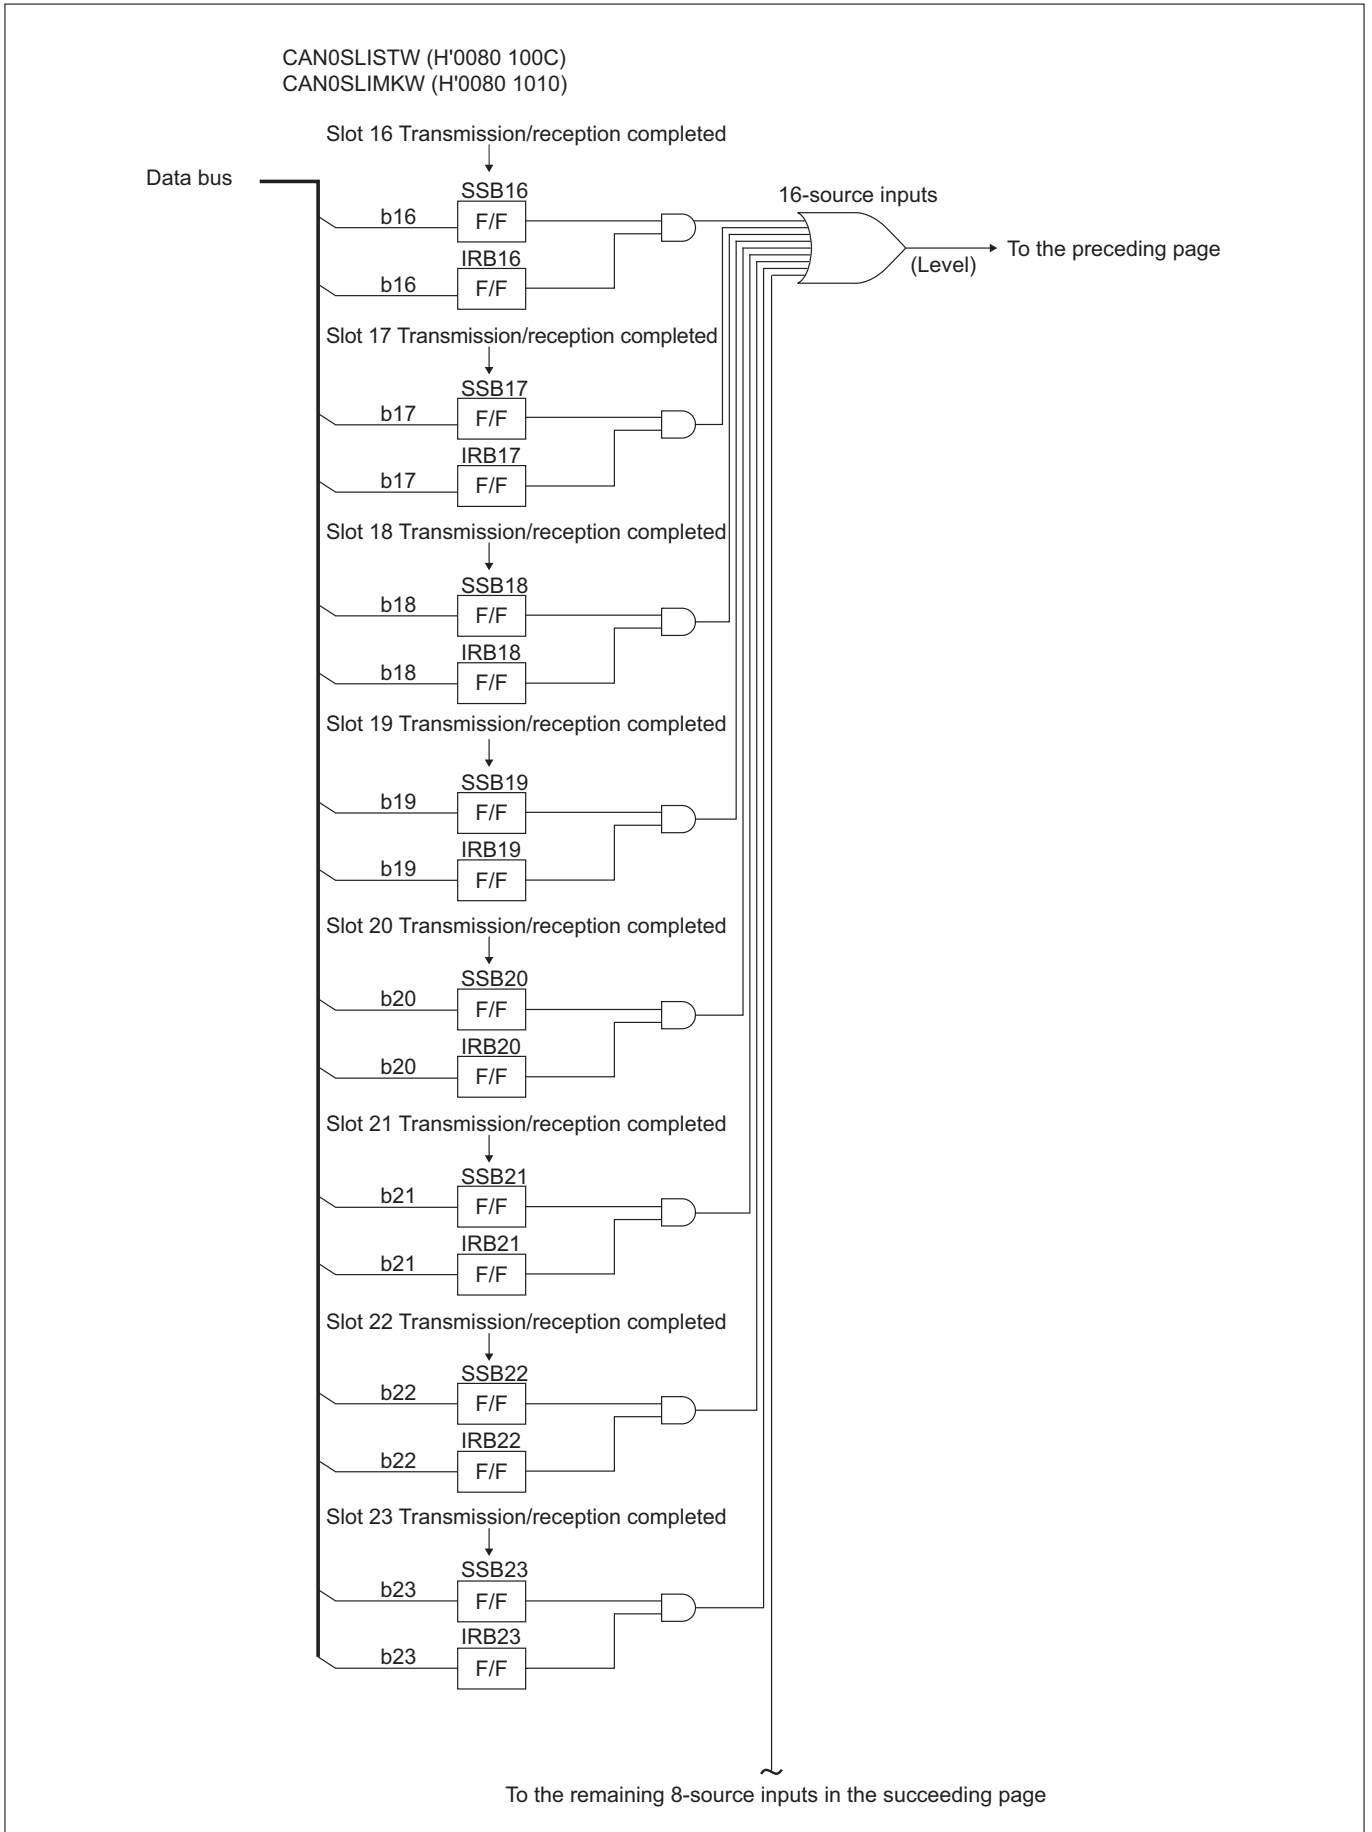 CAN0SLISTW (H'0080 100C)
CAN0SLIMKW (H'0080 1010)
Slot 16 Transmission/reception completed
Data bus
SSB16
16-source inputs
b16
F/F
To the preceding page
(Level)
IRB16
b16
F/F
Slot 17 Transmission/reception completed
SSB17
b17
F/F
IRB17
b17
F/F
Slot 18 Transmission/reception completed
SSB18
b18
F/F
IRB18
b18
F/F
Slot 19 Transmission/reception completed
SSB19
b19
F/F
IRB19
b19
F/F
Slot 20 Transmission/reception completed
SSB20
b20
F/F
IRB20
b20
F/F
Slot 21 Transmission/reception completed
SSB21
b21
F/F
IRB21
b21
F/F
Slot 22 Transmission/reception completed
SSB22
b22
F/F
IRB22
b22
F/F
Slot 23 Transmission/reception completed
SSB23
b23
F/F
IRB23
b23
F/F
To the remaining 8-source inputs in the succeeding page